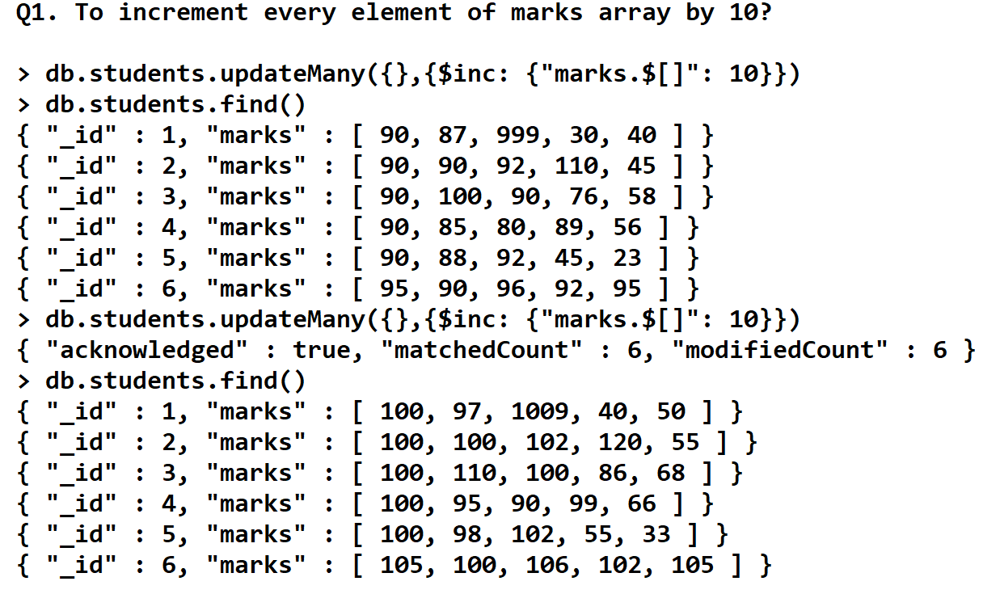 Q1. To increment every element of marks array by 10?
> db.students.updateMany({},{$inc: {"marks.$[]": 10}})
> db.students.find()
{ "_id" : 1, "marks" : [ 90, 87, 999, 30, 40 ] }
{ "_id" : 2, "marks" : [ 90, 90, 92, 110, 45 ] }
{ "_id" : 3, "marks" : [ 90, 100, 90, 76, 58 ] }
{ "_id" : 4, "marks" : [ 90, 85, 80, 89, 56 ] }
{ "_id" : 5, "marks" : [ 90, 88, 92, 45, 23 ] }
{ "_id" : 6, "marks" : [ 95, 90, 96, 92, 95 ] }
> db.students.updateMany({},{$inc: {"marks.$[]": 10}})
{ "acknowledged" : true, "matchedCount" : 6, "modifiedCount" : 6 }
> db.students.find()
{ "_id" : 1, "marks" : [ 100, 97, 1009, 40, 50 ] }
{ "_id" : 2, "marks" : [ 100, 100, 102, 120, 55 ] }
{ "_id" : 3, "marks" : [ 100, 110, 100, 86, 68 ] }
{ "_id" : 4, "marks" : [ 100, 95, 90, 99, 66 ] }
{ "_id" : 5, "marks" : [ 100, 98, 102, 55, 33 ] }
{ "_id" : 6, "marks" : [ 105, 100, 106, 102, 105 ] }